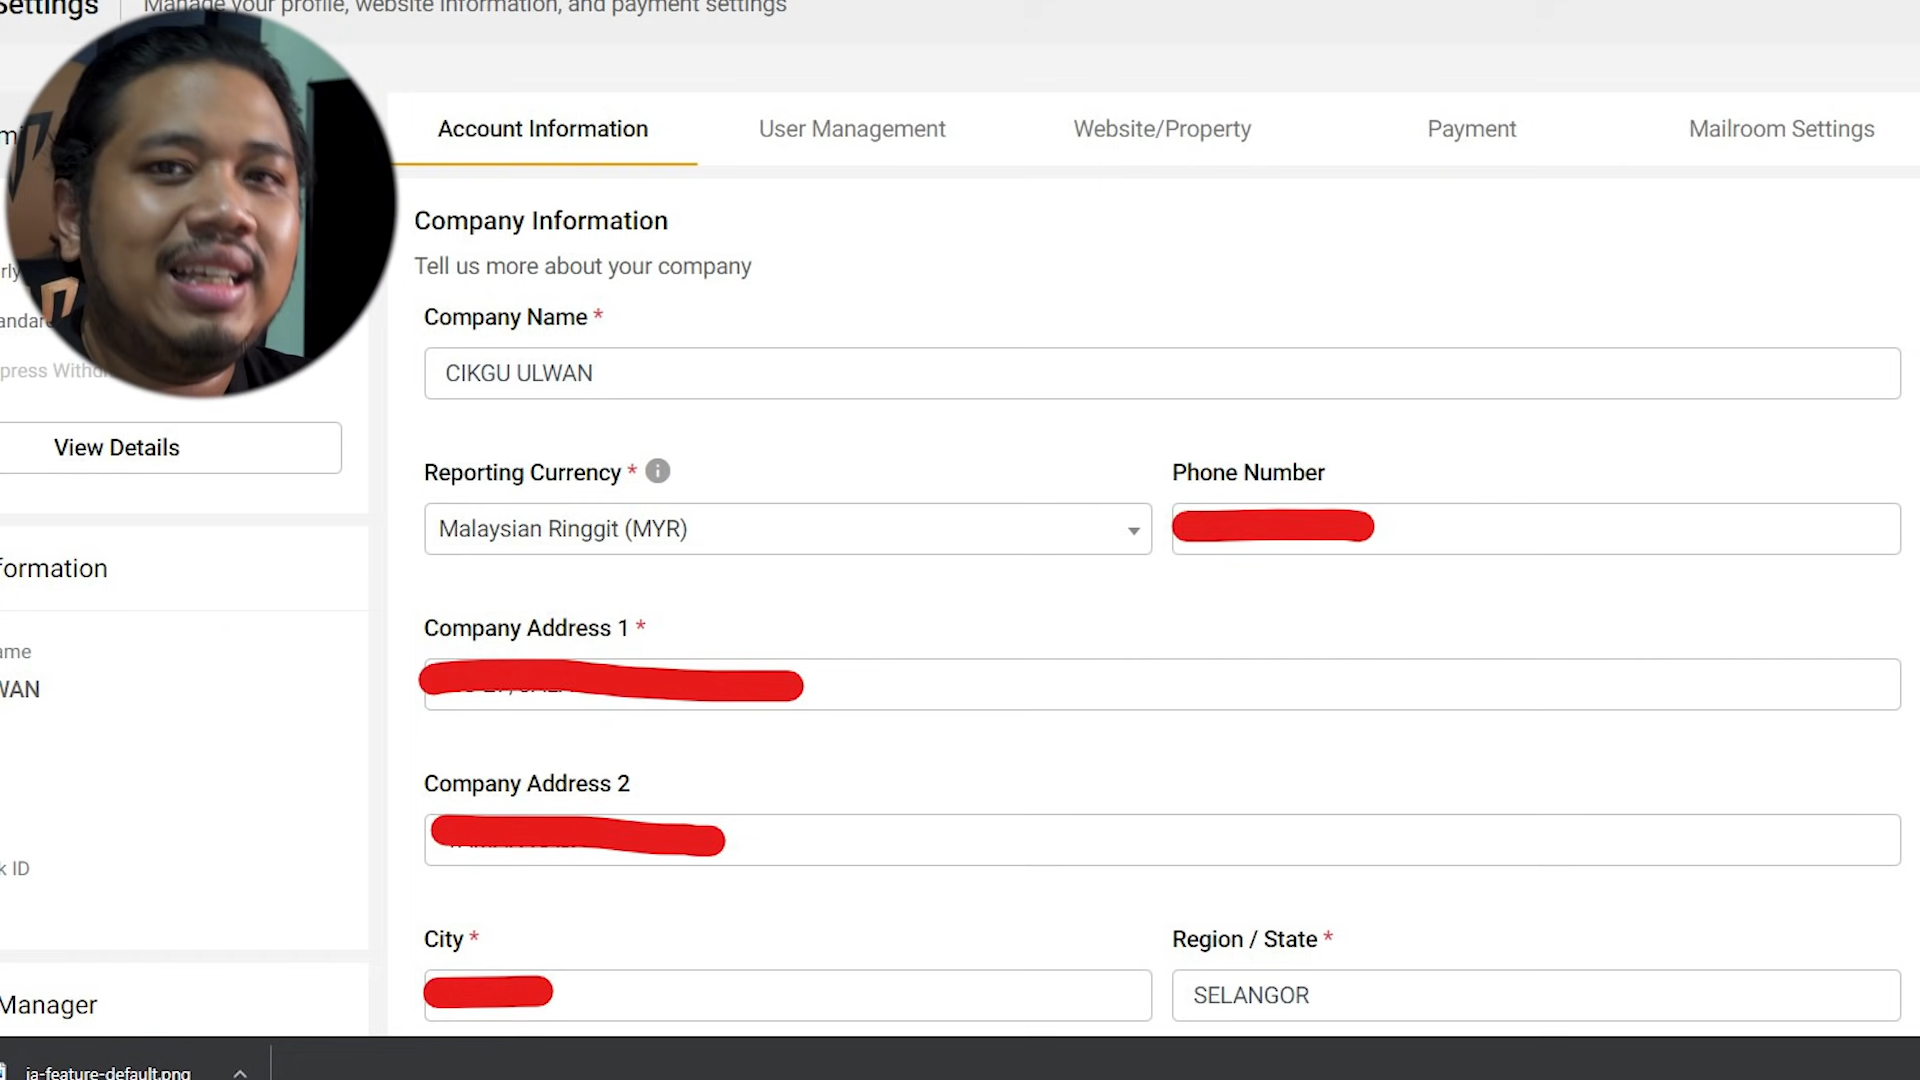 Settings
Manage your profile, website information, and payment settings
Account Information
User Management
Website/Property
Payment
Mailroom Settings
Company Information
Tell us more about your company
Company Name *
CIKGU ULWAN
View Details
Reporting Currency *
Phone Number
Malaysian Ringgit (MYR)
formation
Company Address 1 *
ame
WAN
Company Address 2
k ID
City *
Region / State *
SELANGOR
Manager
ia-feature-default.png